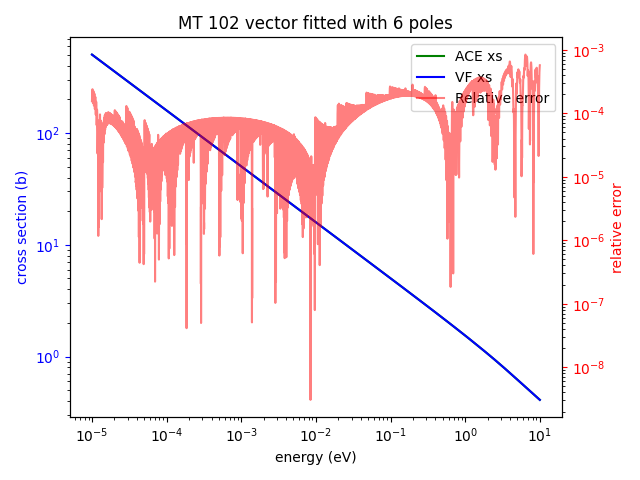 MT 102 vector fitted with 6 poles
ACE xs
VF xs
Relative error
cross section (b)
10²
10¹
10⁰
10⁻³
10⁻⁴
10⁻⁵
10⁻⁶
10⁻⁷
10⁻⁸
relative error
10⁻⁵
10⁻⁴
10⁻³
10⁻²
10⁻¹
10⁰
10¹
energy (eV)